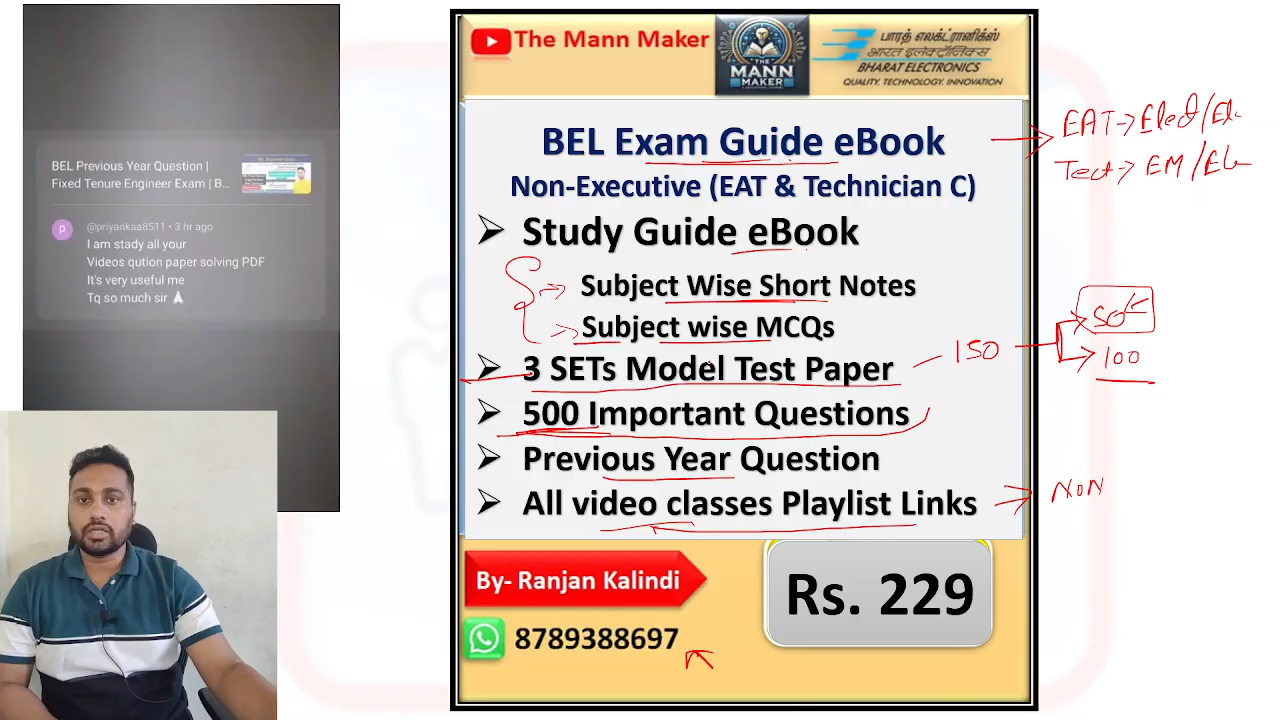 BEL Previous Year Question |
Fixed Tenure Engineer Exam | B...
P
@priyankaa8511 • 3 hr ago
I am stady all your
Videos qution paper solving PDF
It's very useful me
Tq so much sir 🙏
The Mann Maker
THE
MANN
MAKER
பாரத் எலக்ட்ரானிக்ஸ்
भारत इलेक्ट्रॉनिक्स
BHARAT ELECTRONICS
QUALITY. TECHNOLOGY. INNOVATION
BEL Exam Guide eBook
Non-Executive (EAT & Technician C)
➢ Study Guide eBook
Subject Wise Short Notes
Subject wise MCQs
➢ 3 SETs Model Test Paper
➢ 500 Important Questions
➢ Previous Year Question
➢ All video classes Playlist Links
EAT → Elect/
→ EM/
150
50
100
NON
By- Ranjan Kalindi
8789388697
Rs. 229